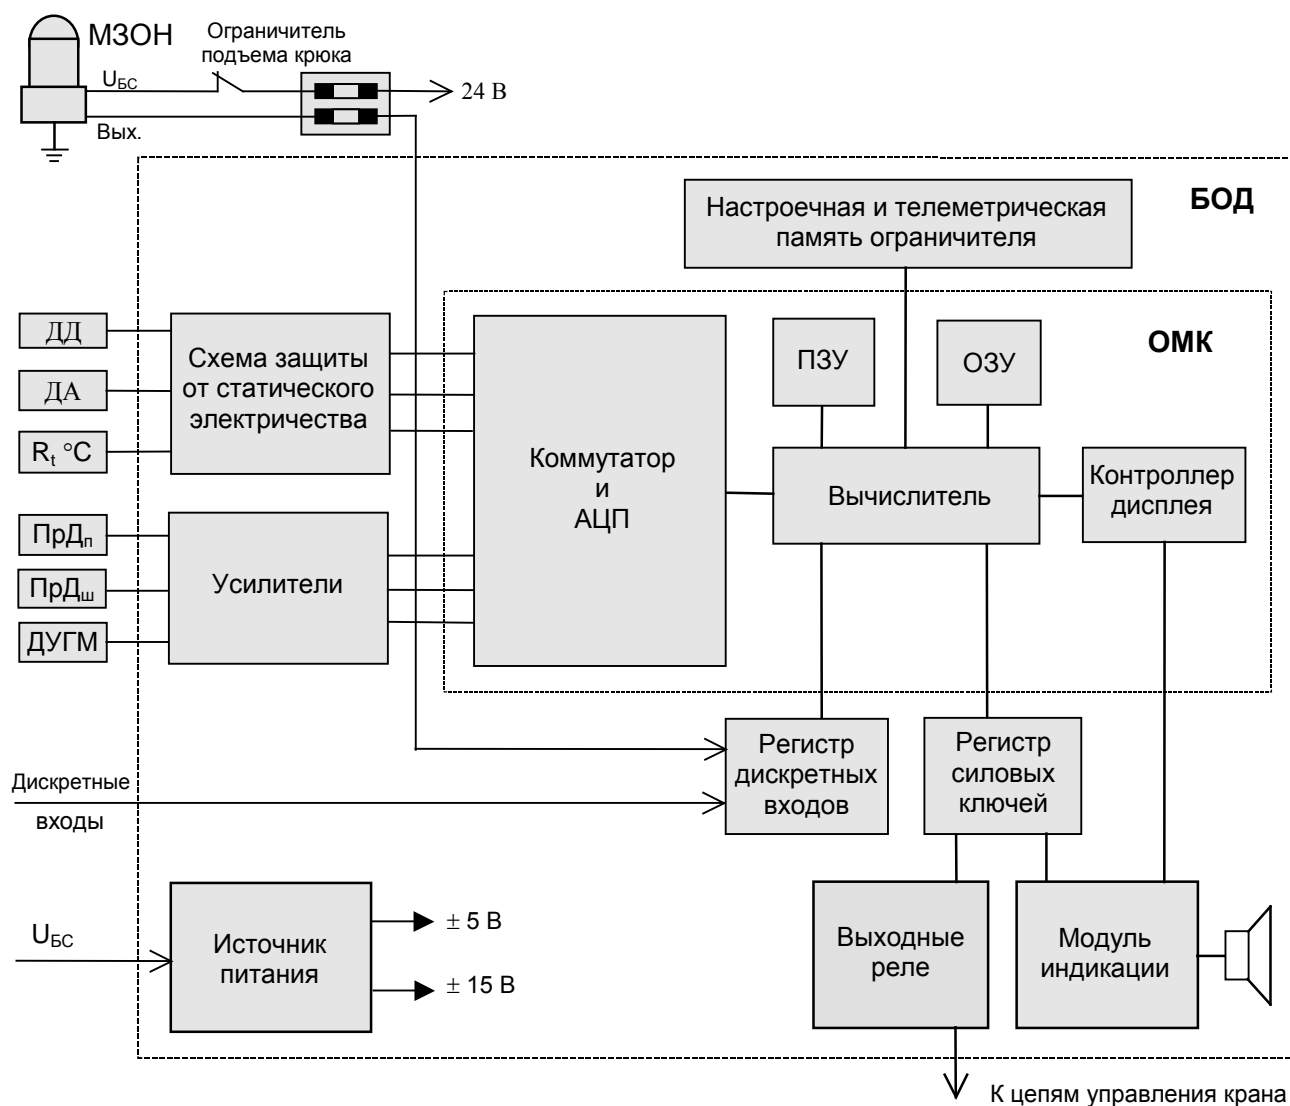 МЗОН
Ограничитель
подъема крюка
UБС
24 В
Вых.
БОД
Настроечная и телеметрическая
память ограничителя
ОМК
ДД
ДА
Rt °C
Схема защиты
от статического
электричества
ПЗУ
ОЗУ
Коммутатор
и
АЦП
Вычислитель
Контроллер
дисплея
ПрДп
ПрДш
ДУГМ
Усилители
Регистр
дискретных
входов
Регистр
силовых
ключей
Дискретные
входы
UБС
Источник
питания
± 5 В
± 15 В
Выходные
реле
Модуль
индикации
К цепям управления крана